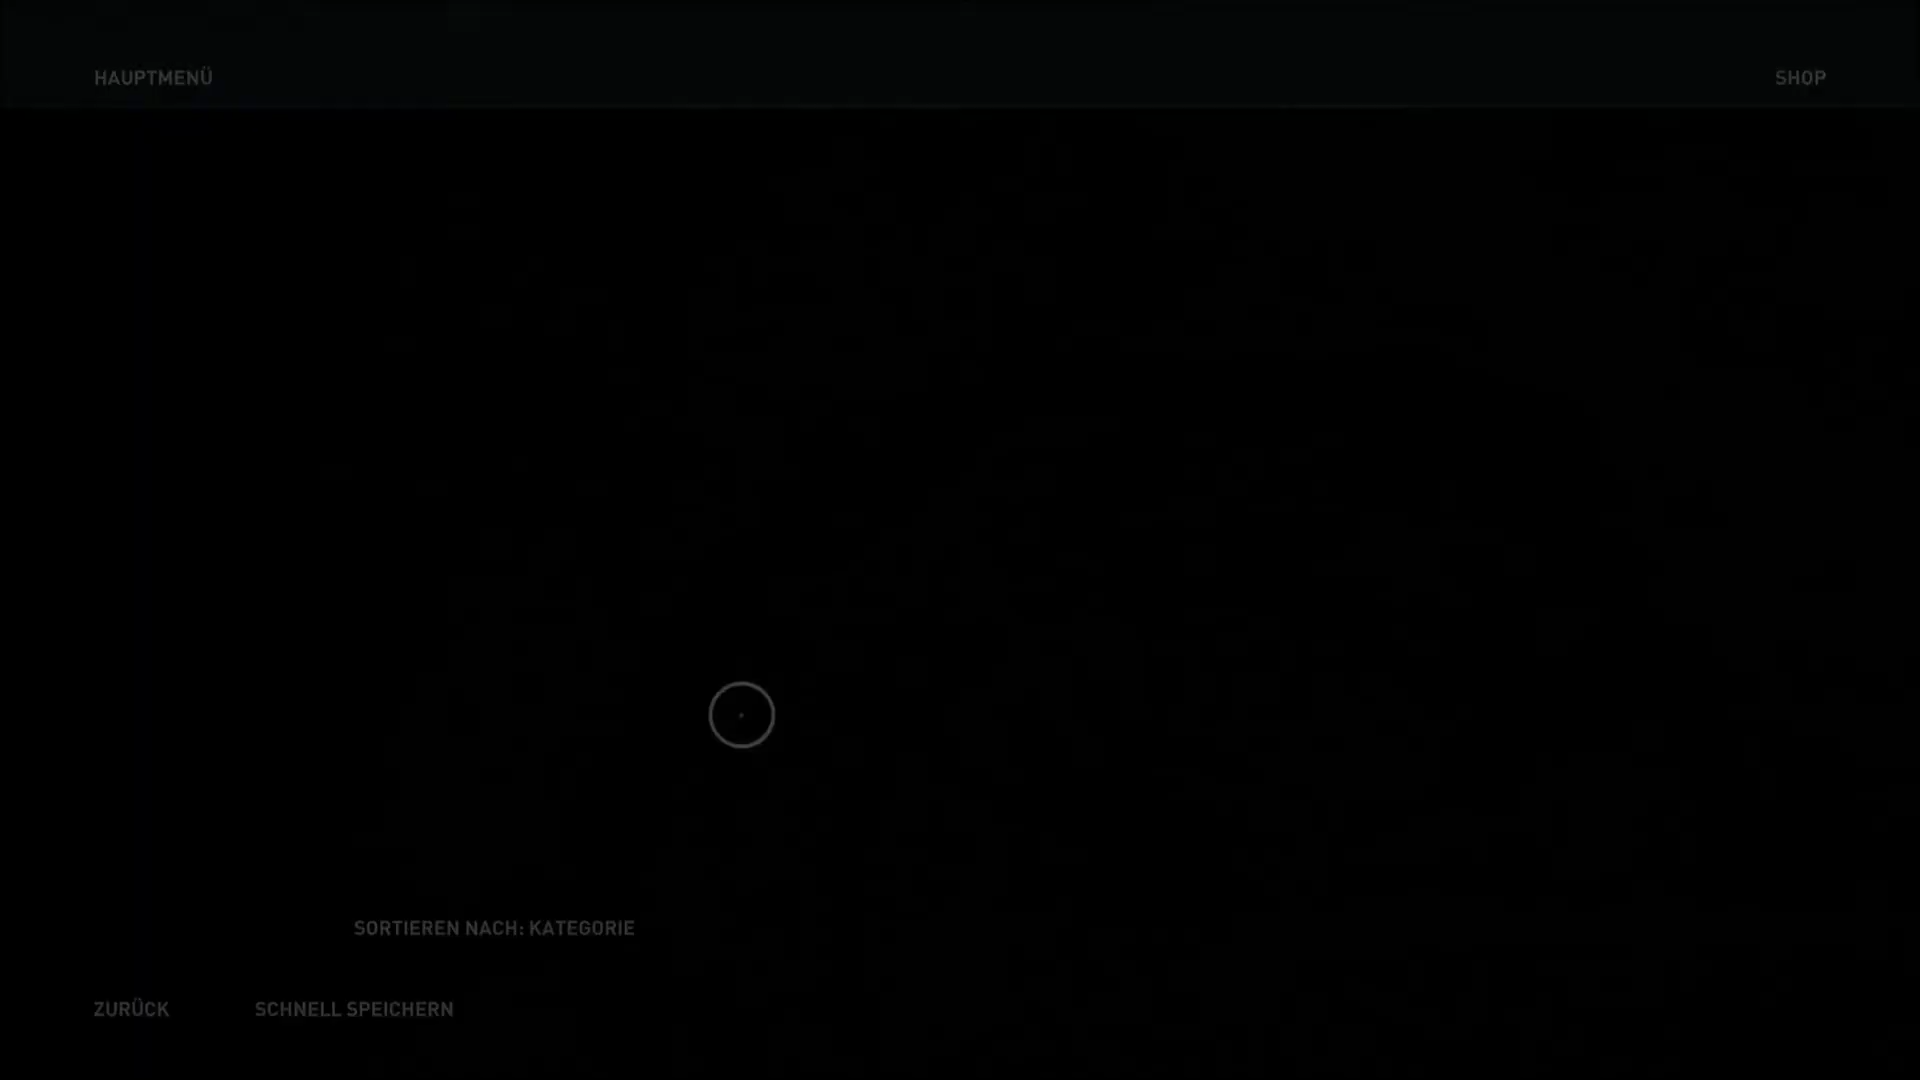 HAUPTMENÜ
SHOP
SORTIEREN NACH: KATEGORIE
ZURÜCK
SCHNELL SPEICHERN